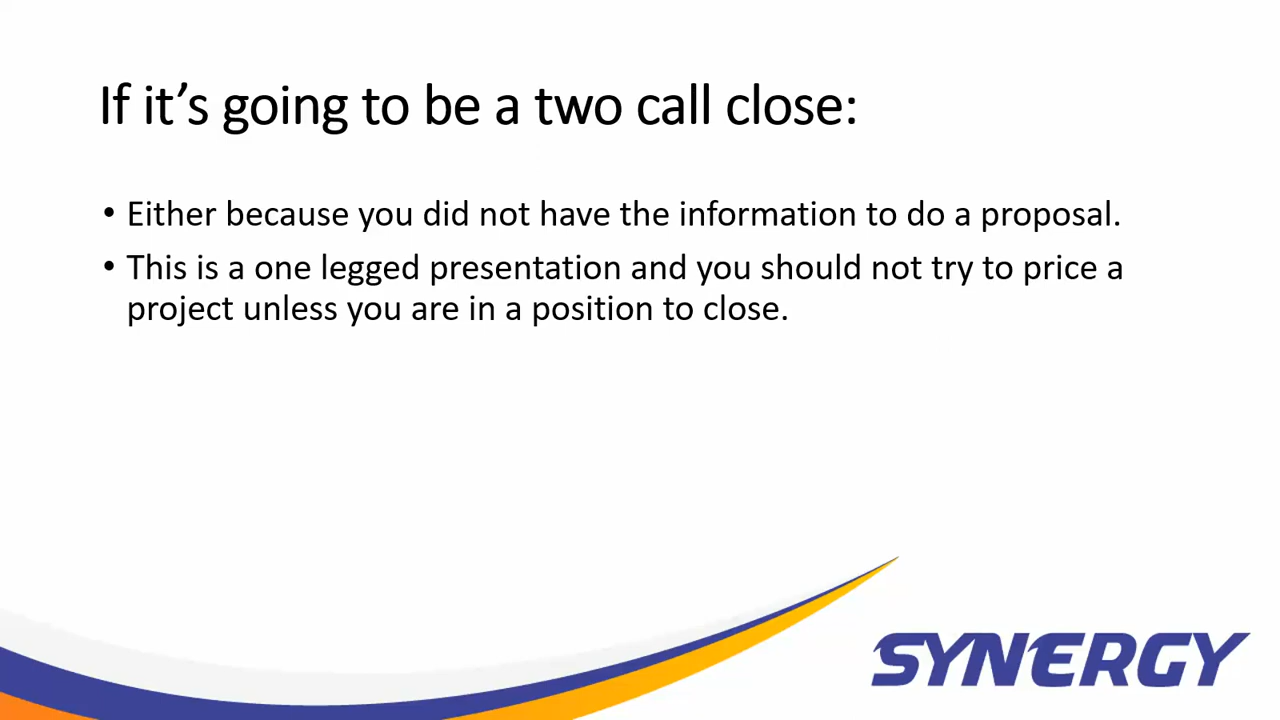 If it’s going to be a two call close:
• Either because you did not have the information to do a proposal.
• This is a one legged presentation and you should not try to price a
project unless you are in a position to close.
SYNERGY